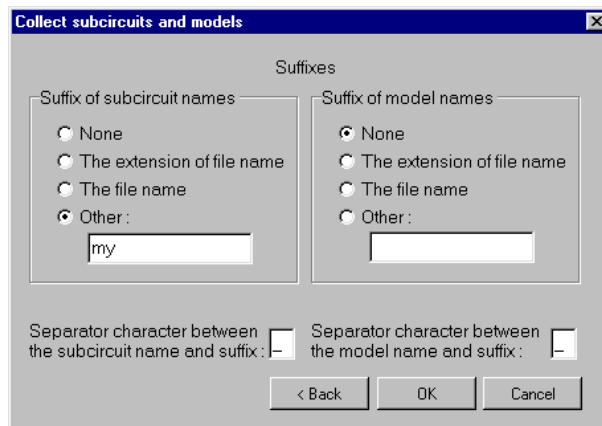 Collect subcircuits and models
Suffixes
Suffix of subcircuit names
None
The extension of file name
The file name
Other :
my
Suffix of model names
None
The extension of file name
The file name
Other :
Separator character between
the subcircuit name and suffix :
_
Separator character between
the model name and suffix :
_
< Back
OK
Cancel